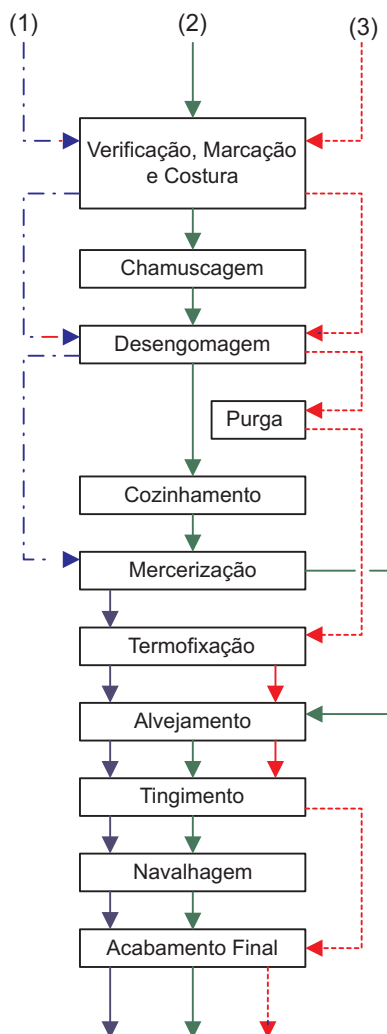 (1)
(2)
(3)
Verificação, Marcação
e Costura
Chamuscagem
Desengomagem
Purga
Cozinhamento
Mercerização
Termofixação
Alvejamento
Tingimento
Navalhagem
Acabamento Final